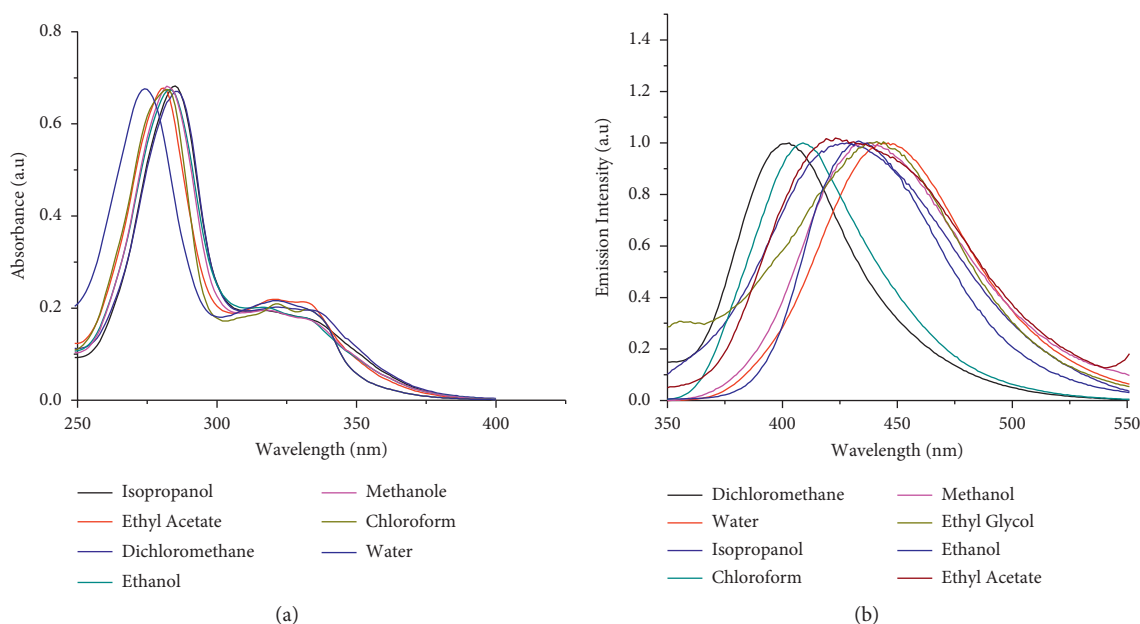 0.8
0.6
0.4
0.2
0.0
Absorbance (a.u)
250
300
350
400
Wavelength (nm)
Isopropanol
Ethyl Acetate
Dichloromethane
Ethanol
Methanole
Chloroform
Water
(a)
1.4
1.2
1.0
0.8
0.6
0.4
0.2
0.0
Emission Intensity (a.u)
350
400
450
500
550
Wavelength (nm)
Dichloromethane
Water
Isopropanol
Chloroform
Methanol
Ethyl Glycol
Ethanol
Ethyl Acetate
(b)